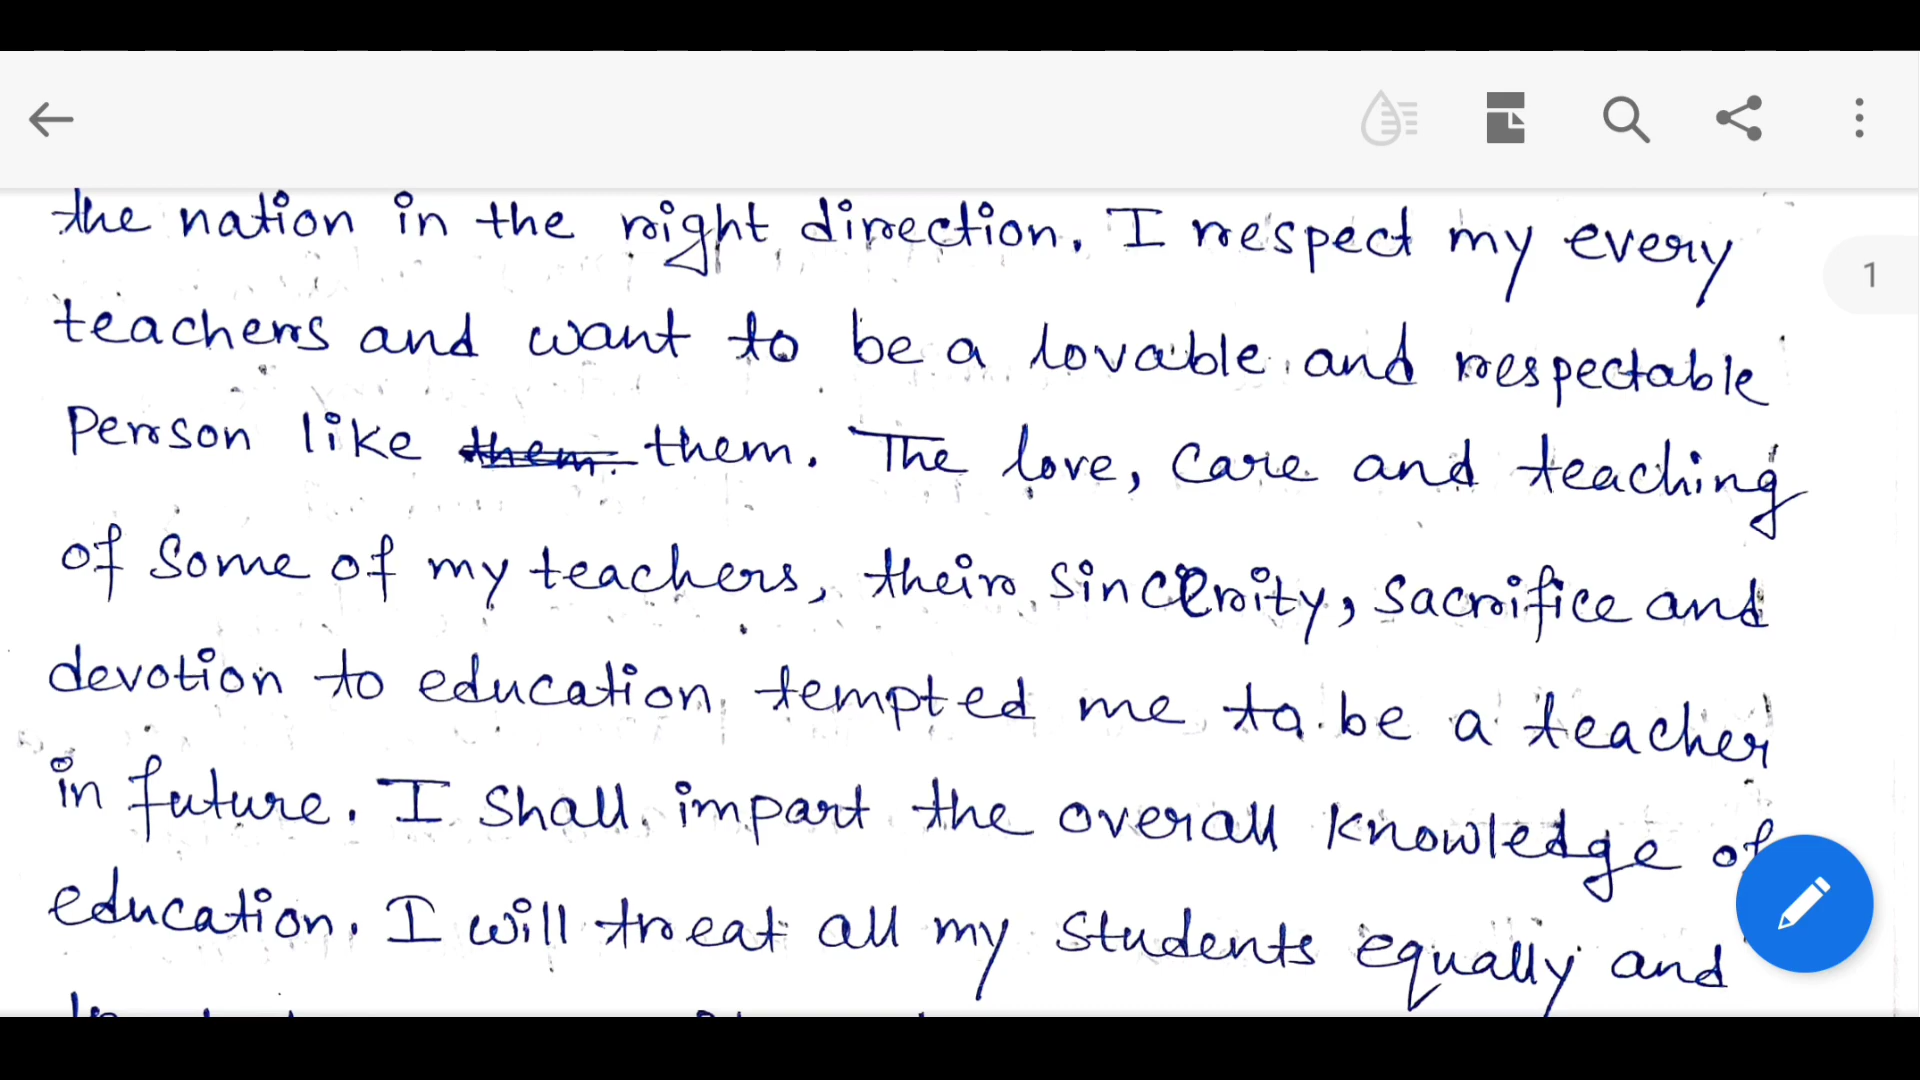 1
the nation in the right direction. I respect my every
teachers and want to be a lovable and respectable
Person like them. them. The love, care and teaching
of some of my teachers, their sincerity, sacrifice and
devotion to education tempted me to be a teacher
in future. I shall impart the overall knowledge of
education. I will treat all my students equally and